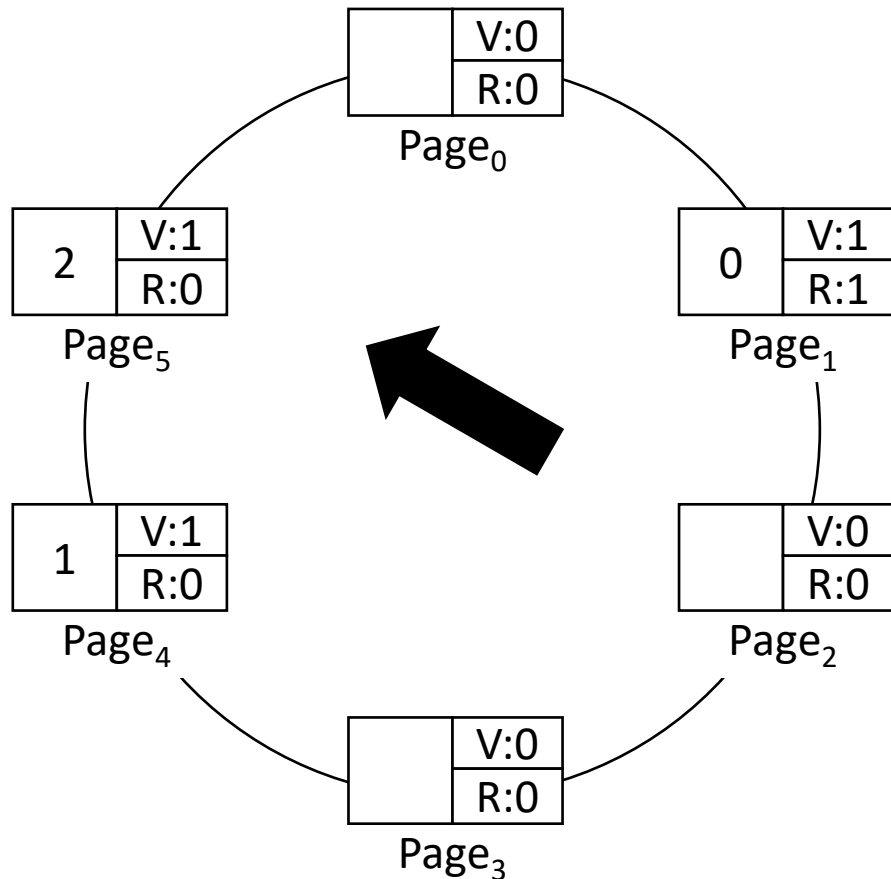 V:0
R:0
Page₀
2
V:1
R:0
Page₅
0
V:1
R:1
Page₁
1
V:1
R:0
Page₄
V:0
R:0
Page₂
V:0
R:0
Page₃